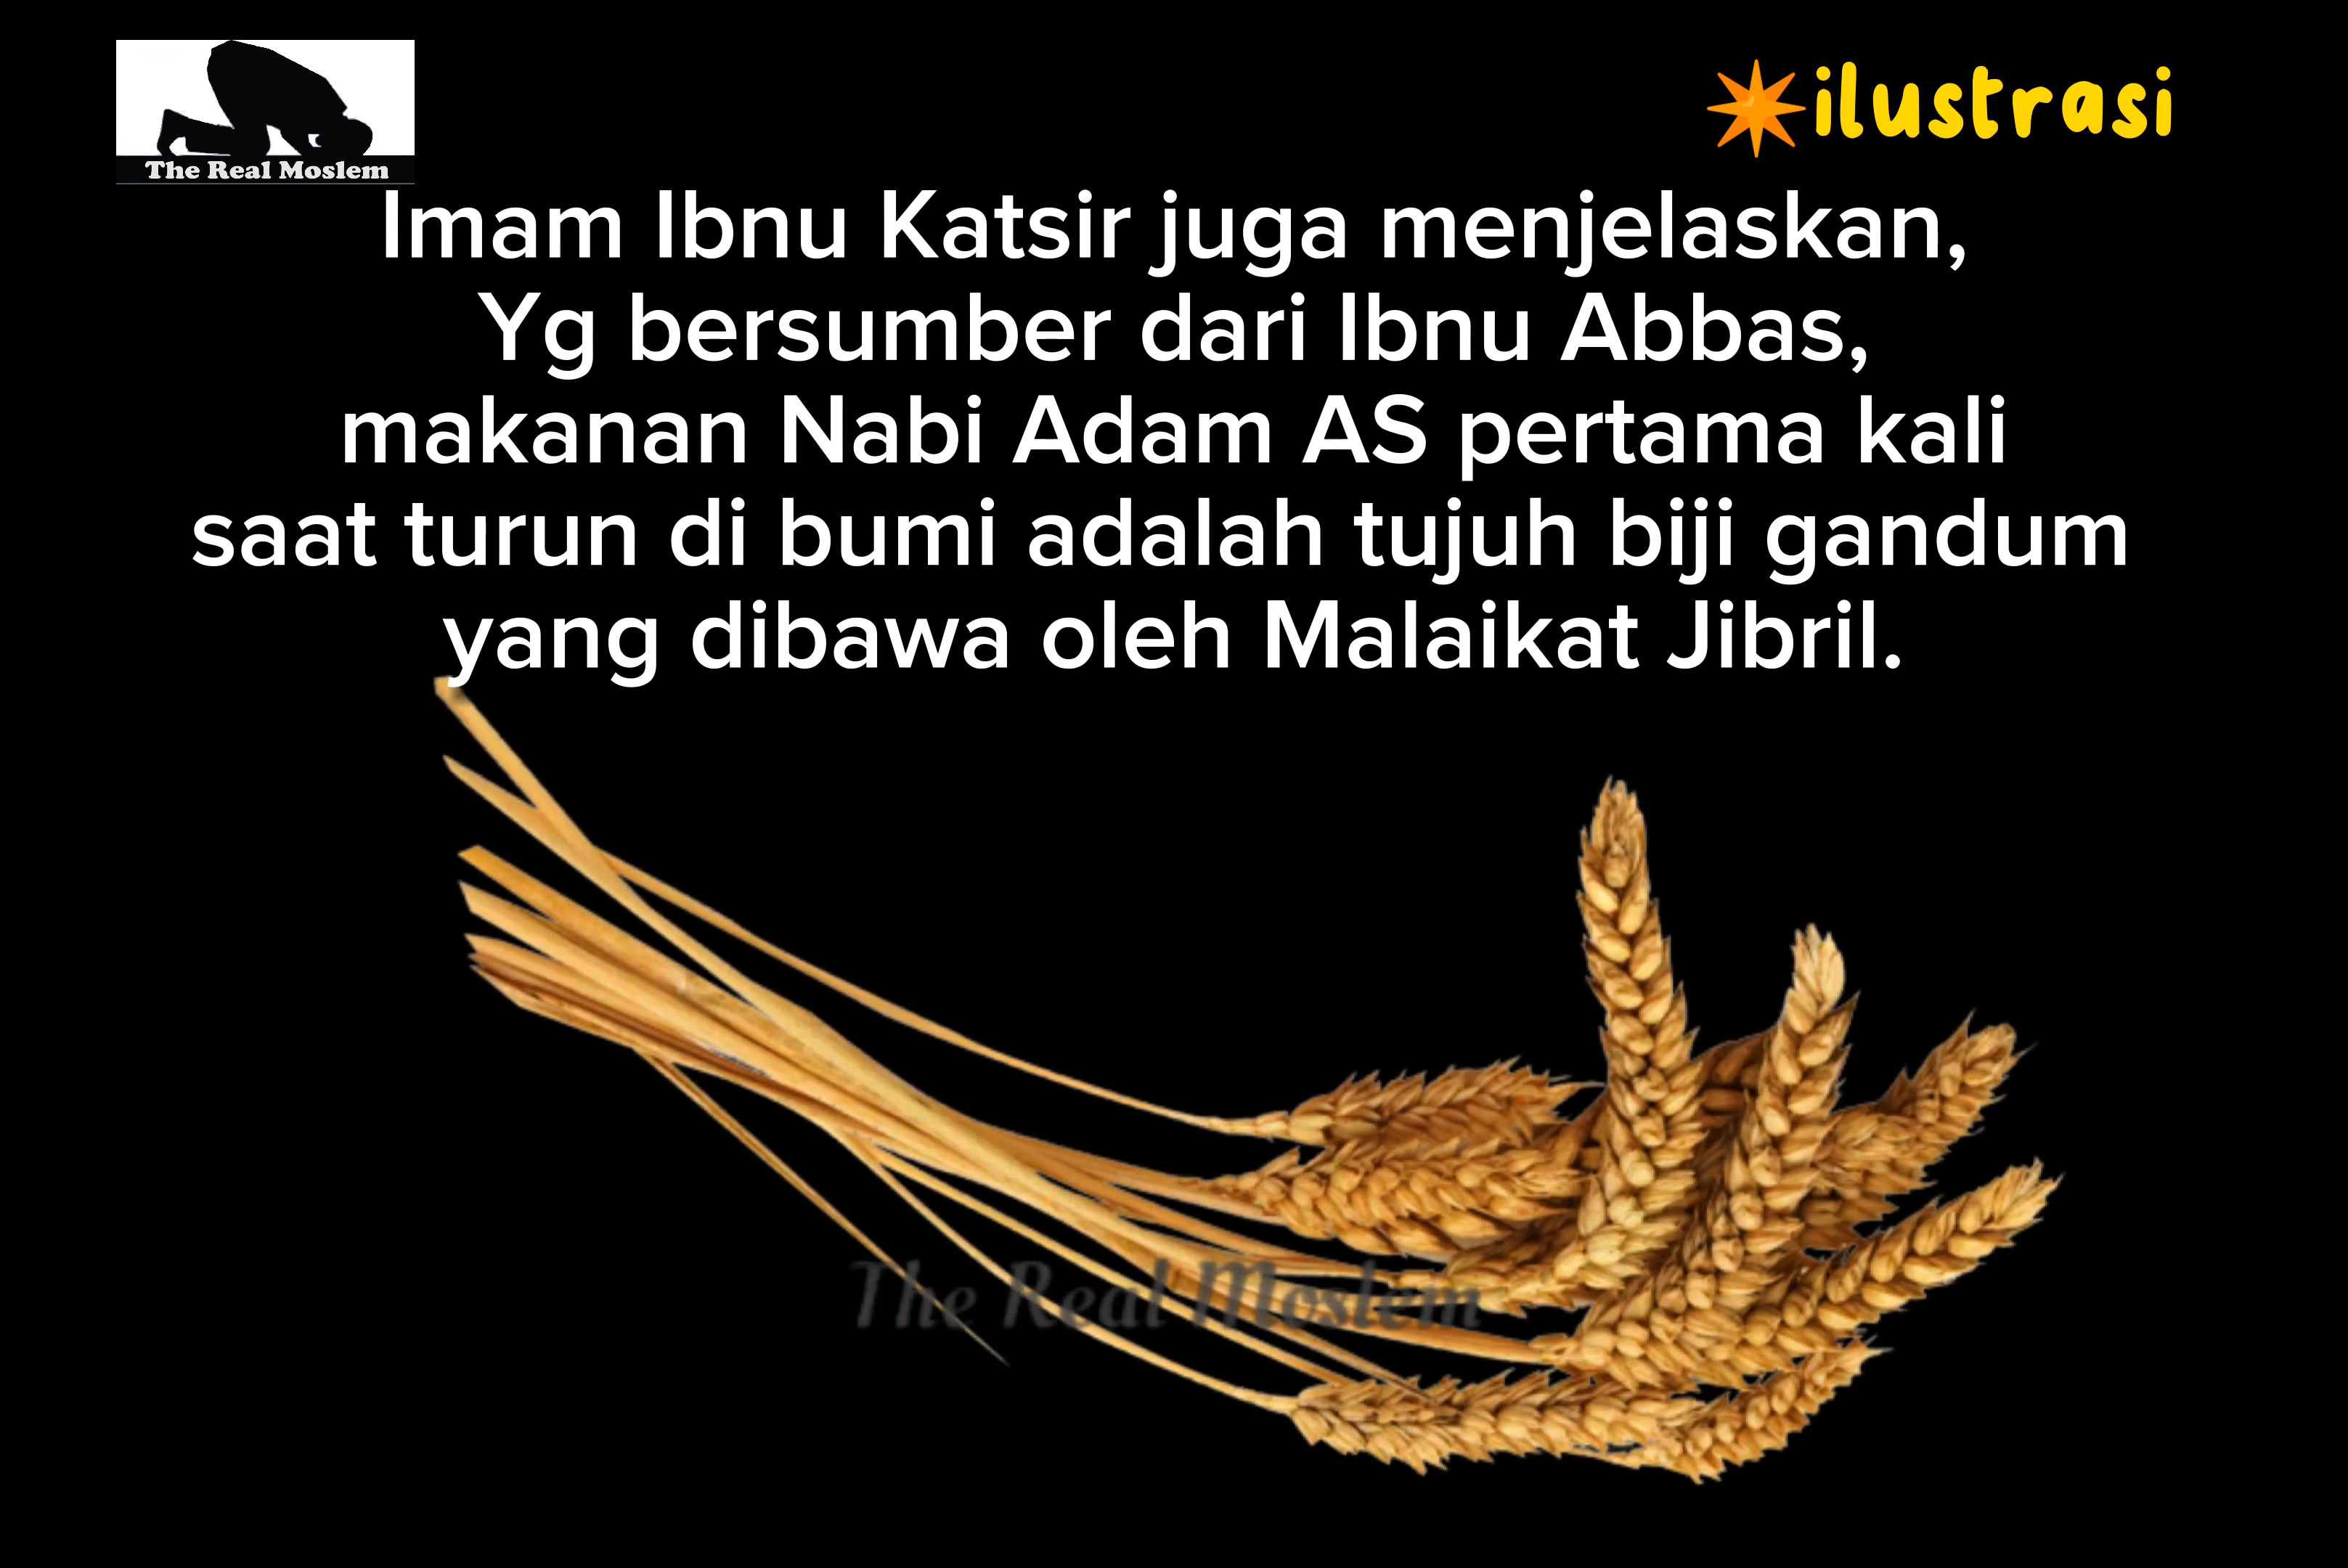 The Real Moslem
ilustrasi
Imam Ibnu Katsir juga menjelaskan,
Yg bersumber dari Ibnu Abbas,
makanan Nabi Adam AS pertama kali
saat turun di bumi adalah tujuh biji gandum
yang dibawa oleh Malaikat Jibril.
The Real Moslem